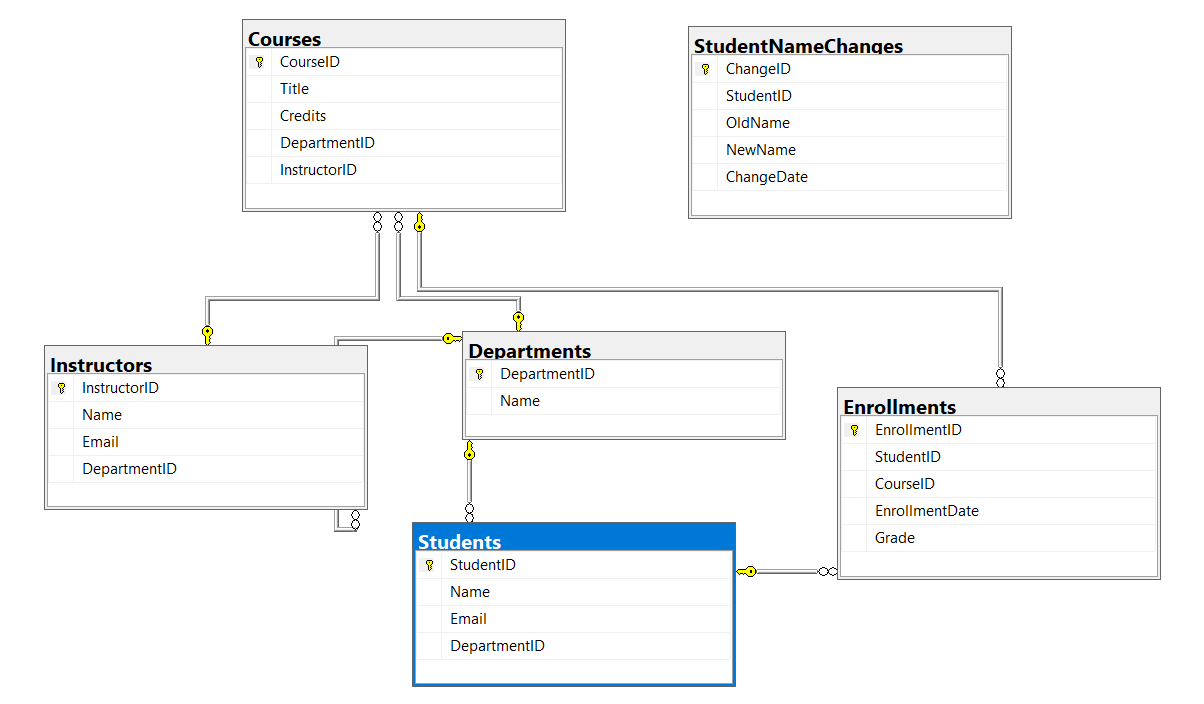 Courses
CourseID
Title
Credits
DepartmentID
InstructorID
StudentNameChanges
ChangeID
StudentID
OldName
NewName
ChangeDate
Instructors
InstructorID
Name
Email
DepartmentID
Departments
DepartmentID
Name
Enrollments
EnrollmentID
StudentID
CourseID
EnrollmentDate
Grade
Students
StudentID
Name
Email
DepartmentID